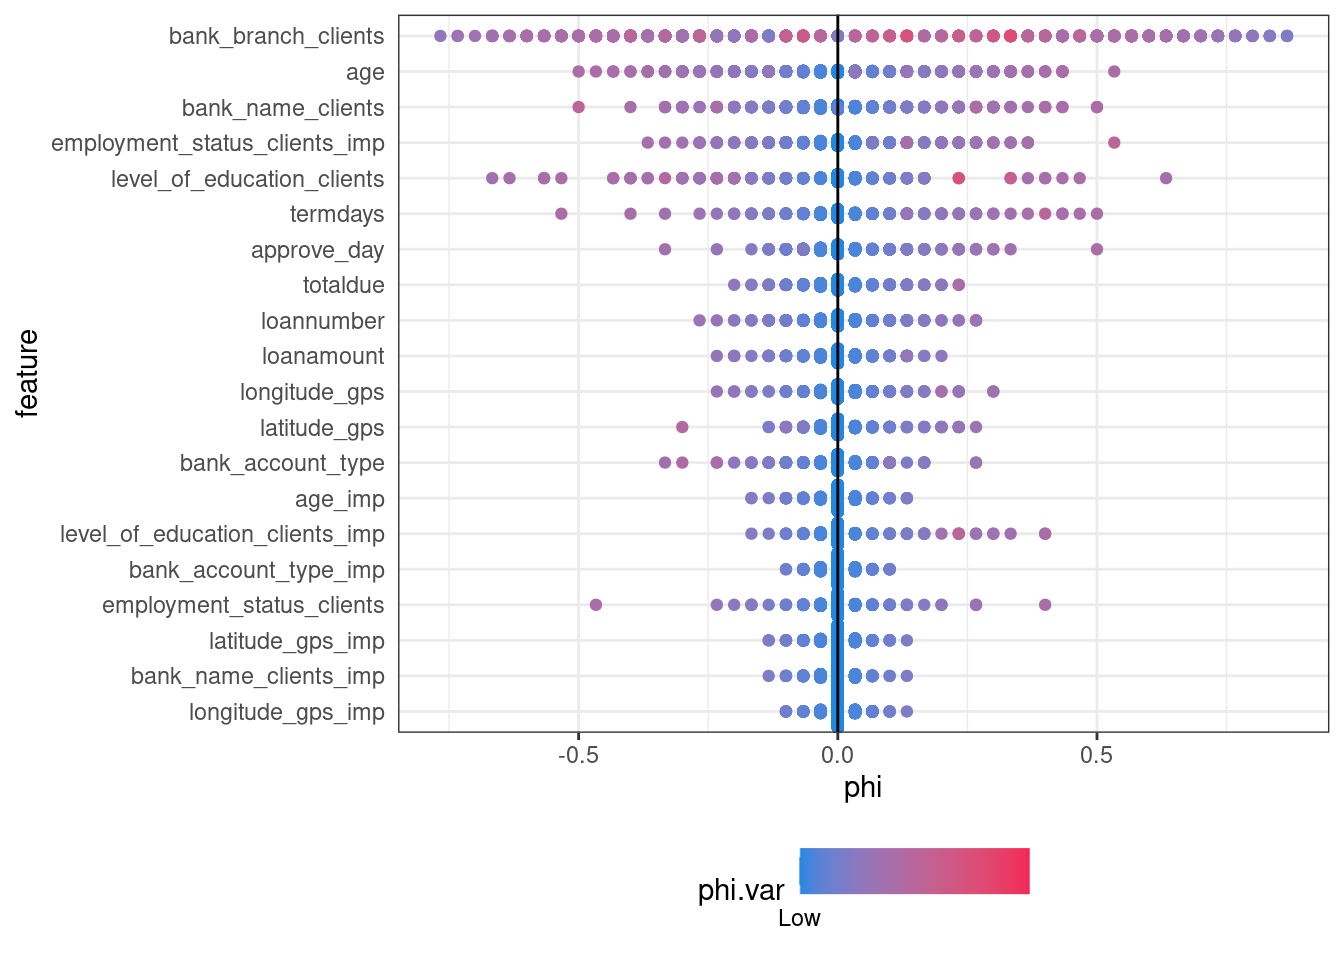 bank_branch_clients
age
bank_name_clients
employment_status_clients_imp
level_of_education_clients
termdays
approve_day
totaldue
loannumber
loanamount
longitude_gps
latitude_gps
bank_account_type
age_imp
level_of_education_clients_imp
bank_account_type_imp
employment_status_clients
latitude_gps_imp
bank_name_clients_imp
longitude_gps_imp
feature
-0.5 0.0 0.5
phi
phi.var
Low